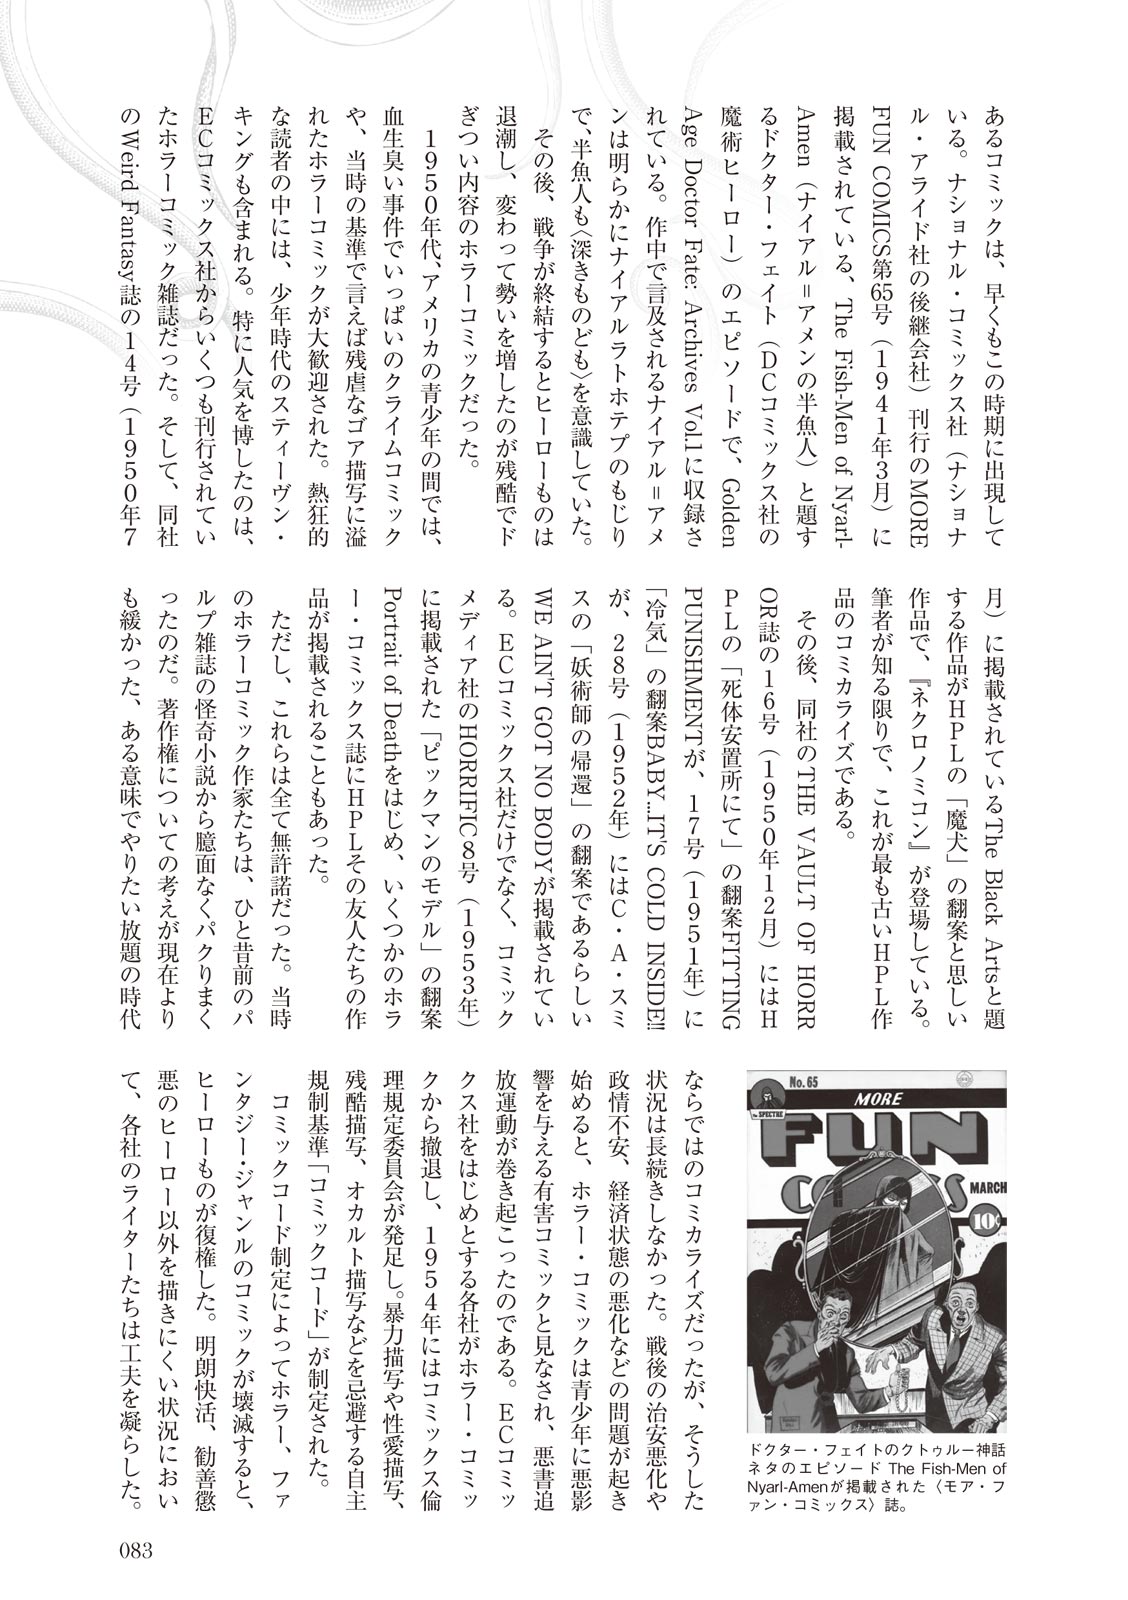 あるコミックは、早くもこの時期に出現して
いる。ナショナル・コミックス社（ナショナ
ル・アライド社の後継会社）刊行のMORE
FUN COMICS第65号（1941年3月）に
掲載されている、The Fish-Men of Nyarl-
Amen（ナイアル＝アメンの半魚人）と題す
るドクター・フェイト（DCコミックス社の
魔術ヒーロー）のエピソードで、Golden
Age Doctor Fate: Archives Vol.1に収録さ
れている。作中で言及されるナイアル＝アメ
ンは明らかにナイアルラトホテプのもじり
で、半魚人も〈深きものども〉を意識していた。
その後、戦争が終結するとヒーローものは
退潮し、変わって勢いを増したのが残酷でド
ぎつい内容のホラーコミックだった。
1950年代、アメリカの青少年の間では、
血生臭い事件でいっぱいのクライムコミック
や、当時の基準で言えば残虐なゴア描写に溢
れたホラーコミックが大歓迎された。熱狂的
な読者の中には、少年時代のスティーヴン・
キングも含まれる。特に人気を博したのは、
ECコミックス社からいくつも刊行されてい
たホラーコミック雑誌だった。そして、同社
のWeird Fantasy誌の14号（1950年7
月）に掲載されているThe Black Artsと題
する作品がHPLの「魔犬」の翻案と思しい
作品で、『ネクロノミコン』が登場している。
筆者が知る限りで、これが最も古いHPL作
品のコミカライズである。
その後、同社のTHE VAULT OF HORR
OR誌の16号（1950年12月）にはH
PLの「死体安置所にて」の翻案FITTING
PUNISHMENTが、17号（1951年）に
「冷気」の翻案BABY...IT'S COLD INSIDE!!
が、28号（1952年）にはC・A・スミ
スの「妖術師の帰還」の翻案であるらしい
WE AIN'T GOT NO BODYが掲載されてい
る。ECコミックス社だけでなく、コミック
メディア社のHORRIFIC8号（1953年）
に掲載された「ピックマンのモデル」の翻案
Portrait of Deathをはじめ、いくつかのホラ
ー・コミックス誌にHPLその友人たちの作
品が掲載されることもあった。
ただし、これらは全て無許諾だった。当時
のホラーコミック作家たちは、ひと昔前のパ
ルプ雑誌の怪奇小説から臆面なくパクりまく
ったのだ。著作権についての考えが現在より
も緩かった、ある意味でやりたい放題の時代
No. 65
The SPECTRE
MORE
FUN
COMICS
MARCH
10¢
ドクター・フェイトのクトゥルー神話
ネタのエピソード The Fish-Men of
Nyarl-Amenが掲載された〈モア・フ
ァン・コミックス〉誌。
ならではのコミカライズだったが、そうした
状況は長続きしなかった。戦後の治安悪化や
政情不安、経済状態の悪化などの問題が起き
始めると、ホラー・コミックは青少年に悪影
響を与える有害コミックと見なされ、悪書追
放運動が巻き起こったのである。ECコミッ
クス社をはじめとする各社がホラー・コミッ
クから撤退し、1954年にはコミックス倫
理規定委員会が発足し。暴力描写や性愛描写、
残酷描写、オカルト描写などを忌避する自主
規制基準「コミックコード」が制定された。
コミックコード制定によってホラー、ファ
ンタジー・ジャンルのコミックが壊滅すると、
ヒーローものが復権した。明朗快活、勧善懲
悪のヒーロー以外を描きにくい状況におい
て、各社のライターたちは工夫を凝らした。
083